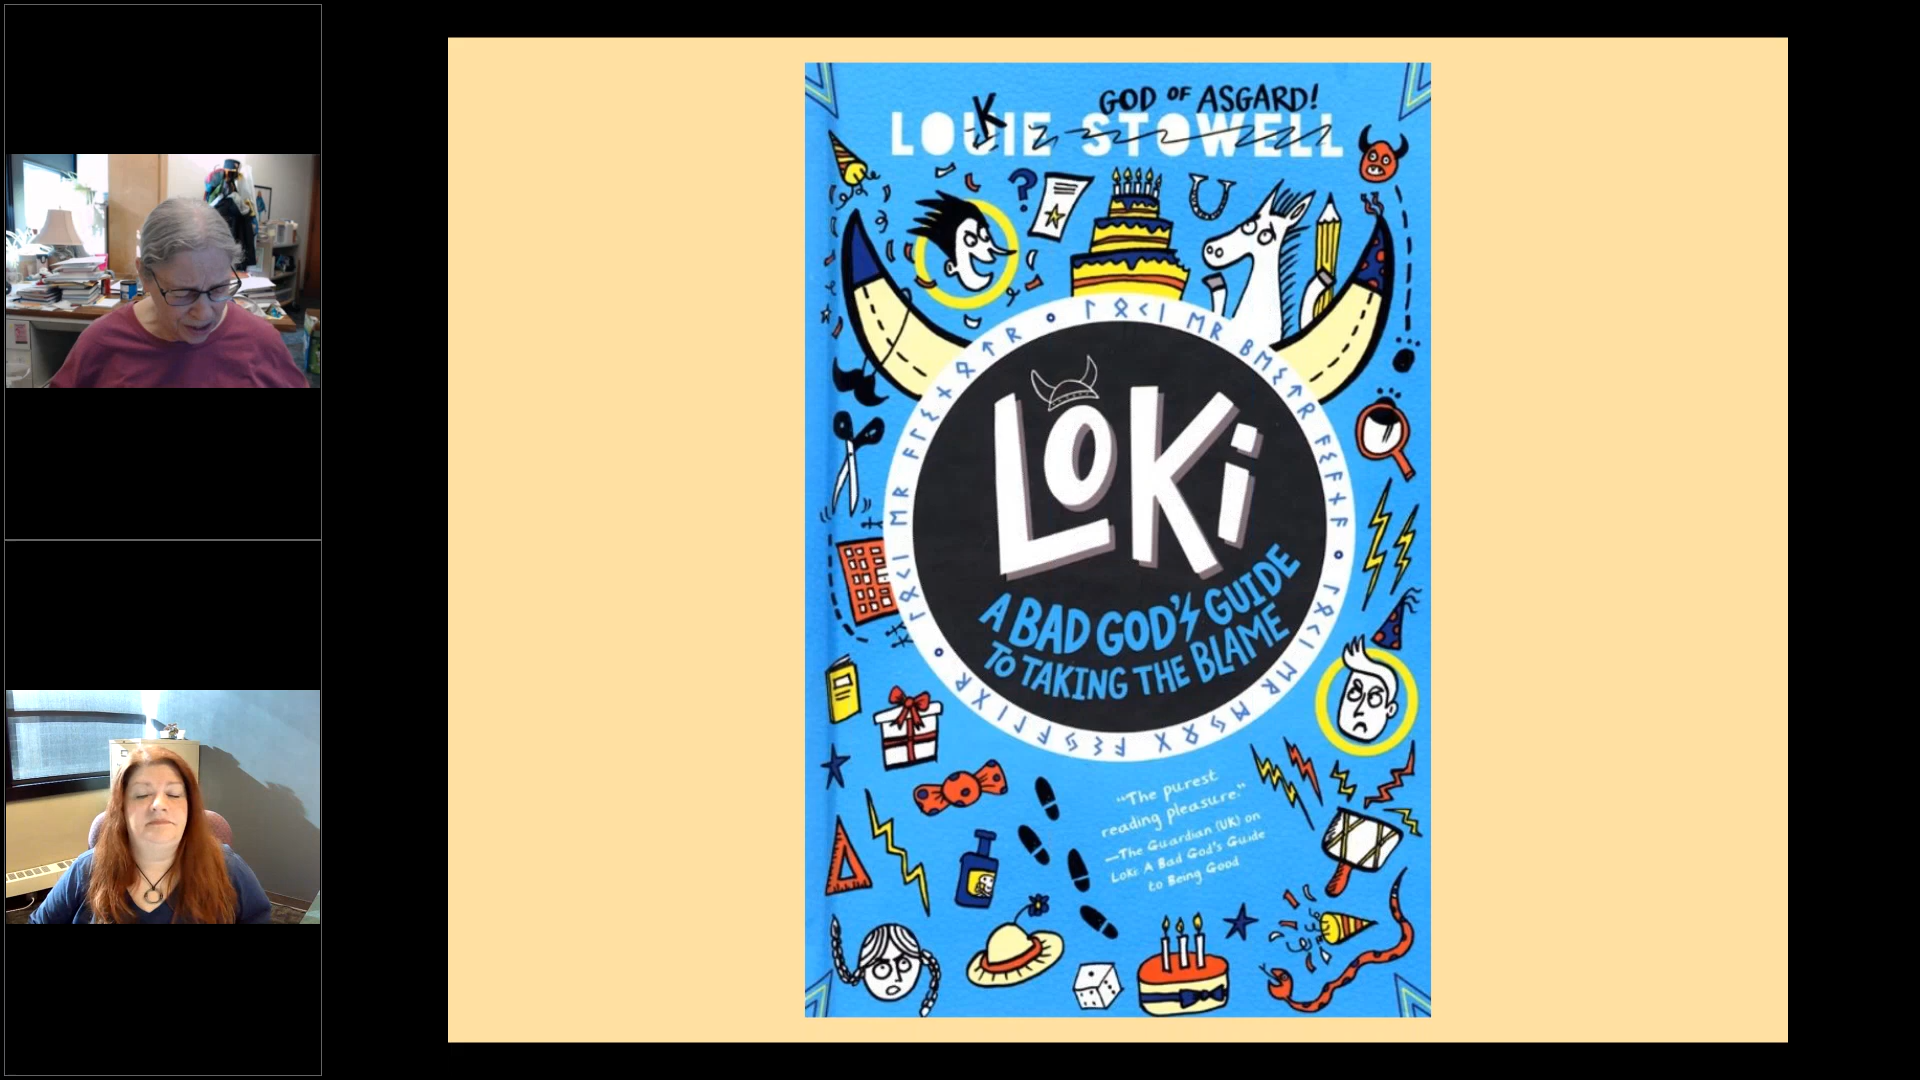 GOD OF ASGARD!
K
LOUIE STOWELL
LOKi
A BAD GOD'S GUIDE
TO TAKING THE BLAME
"The purest
reading pleasure."
—The Guardian (UK) on
Loki: A Bad God's Guide
to Being Good